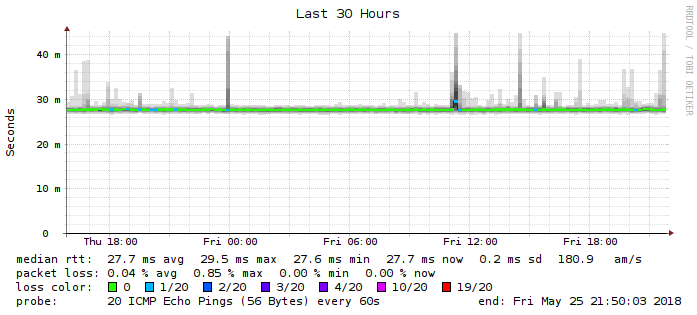 Last 30 Hours
RRDTOOL / TOBI OETIKER
Seconds
40 m
30 m
20 m
10 m
0
Thu 18:00 Fri 00:00 Fri 06:00 Fri 12:00 Fri 18:00
median rtt: 27.7 ms avg 29.5 ms max 27.6 ms min 27.7 ms now 0.2 ms sd 180.9 am/s
packet loss: 0.04 % avg 0.85 % max 0.00 % min 0.00 % now
loss color: 0 1/20 2/20 3/20 4/20 10/20 19/20
probe: 20 ICMP Echo Pings (56 Bytes) every 60s end: Fri May 25 21:50:03 2018